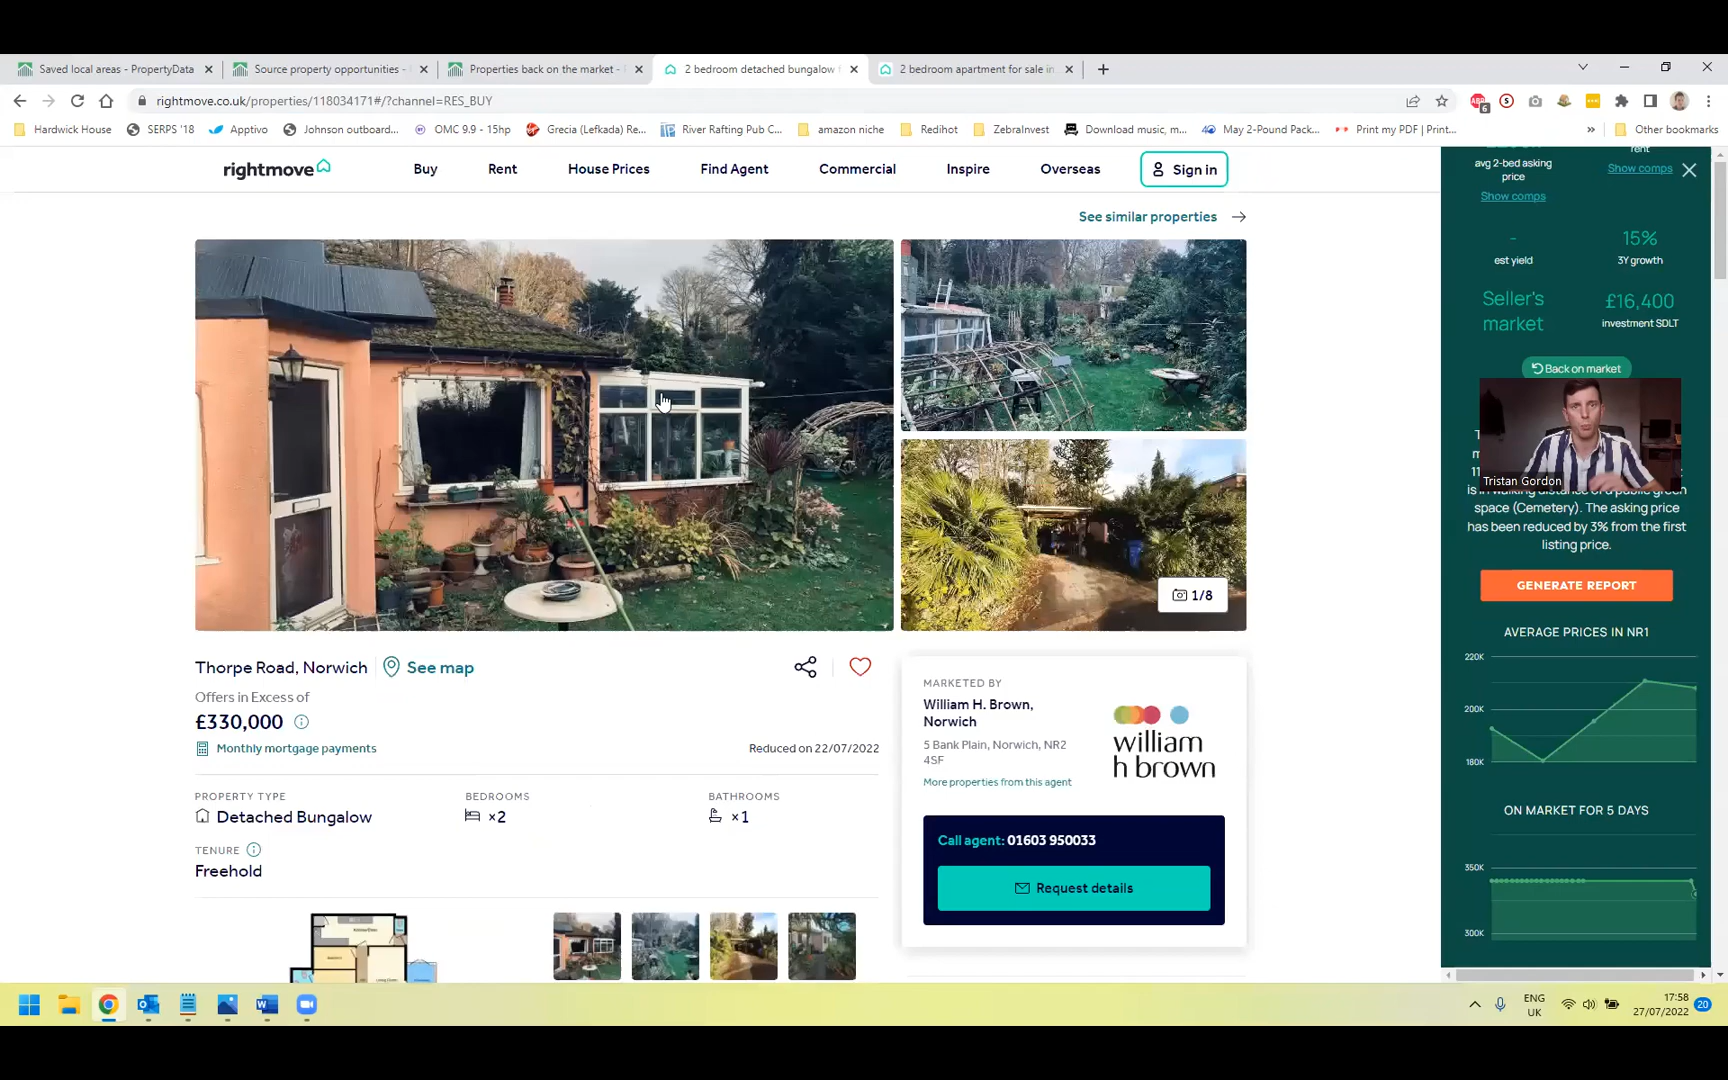 Saved local areas - PropertyData
Source property opportunities -
Properties back on the market -
2 bedroom detached bungalow
2 bedroom apartment for sale in
rightmove.co.uk/properties/118034171#/?channel=RES_BUY
6
Hardwick House
SERPS '18
Apptivo
Johnson outboard...
OMC 9.9 - 15hp
Grecia (Lefkada) Re...
River Rafting Pub C...
amazon niche
Redihot
ZebraInvest
Download music, m...
May 2-Pound Pack...
Print my PDF | Print...
»
Other bookmarks
rightmove
Buy
Rent
House Prices
Find Agent
Commercial
Inspire
Overseas
Sign in
See similar properties
1/8
Thorpe Road, Norwich
See map
Offers in Excess of
£330,000
Monthly mortgage payments
Reduced on 22/07/2022
PROPERTY TYPE
Detached Bungalow
BEDROOMS
×2
BATHROOMS
×1
TENURE
Freehold
MARKETED BY
William H. Brown,
Norwich
5 Bank Plain, Norwich, NR2
4SF
More properties from this agent
william
h brown
Call agent: 01603 950033
Request details
avg 2-bed asking
price
Show comps
rent
Show comps
-
est yield
15%
3Y growth
Seller's
market
£16,400
investment SDLT
Back on market
Tristan Gordon
space (Cemetery). The asking price
has been reduced by 3% from the first
listing price.
GENERATE REPORT
AVERAGE PRICES IN NR1
220K
200K
180K
ON MARKET FOR 5 DAYS
350K
300K
ENG
UK
17:58
27/07/2022
20